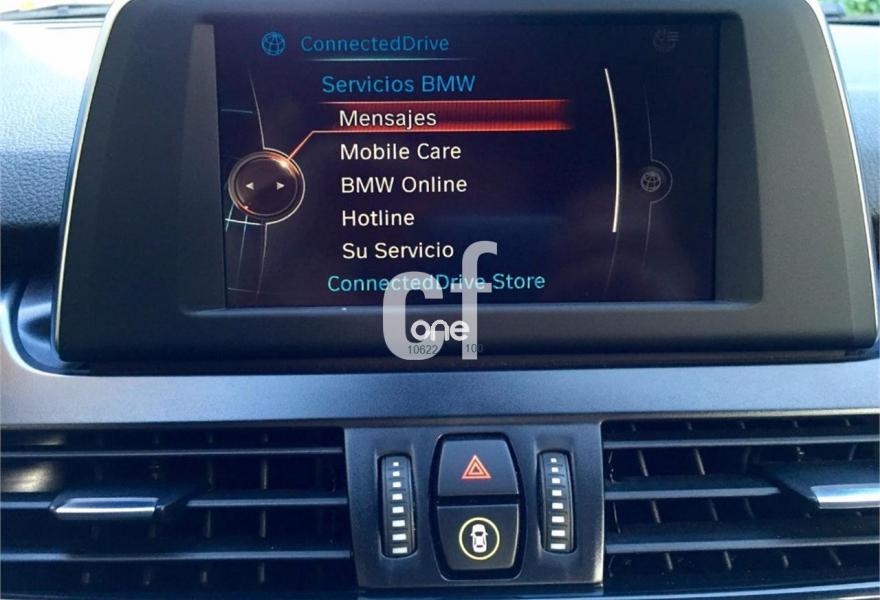 ConnectedDrive
Servicios BMW
Mensajes
Mobile Care
BMW Online
Hotline
Su Servicio
ConnectedDrive Store
cf
one
10622 100